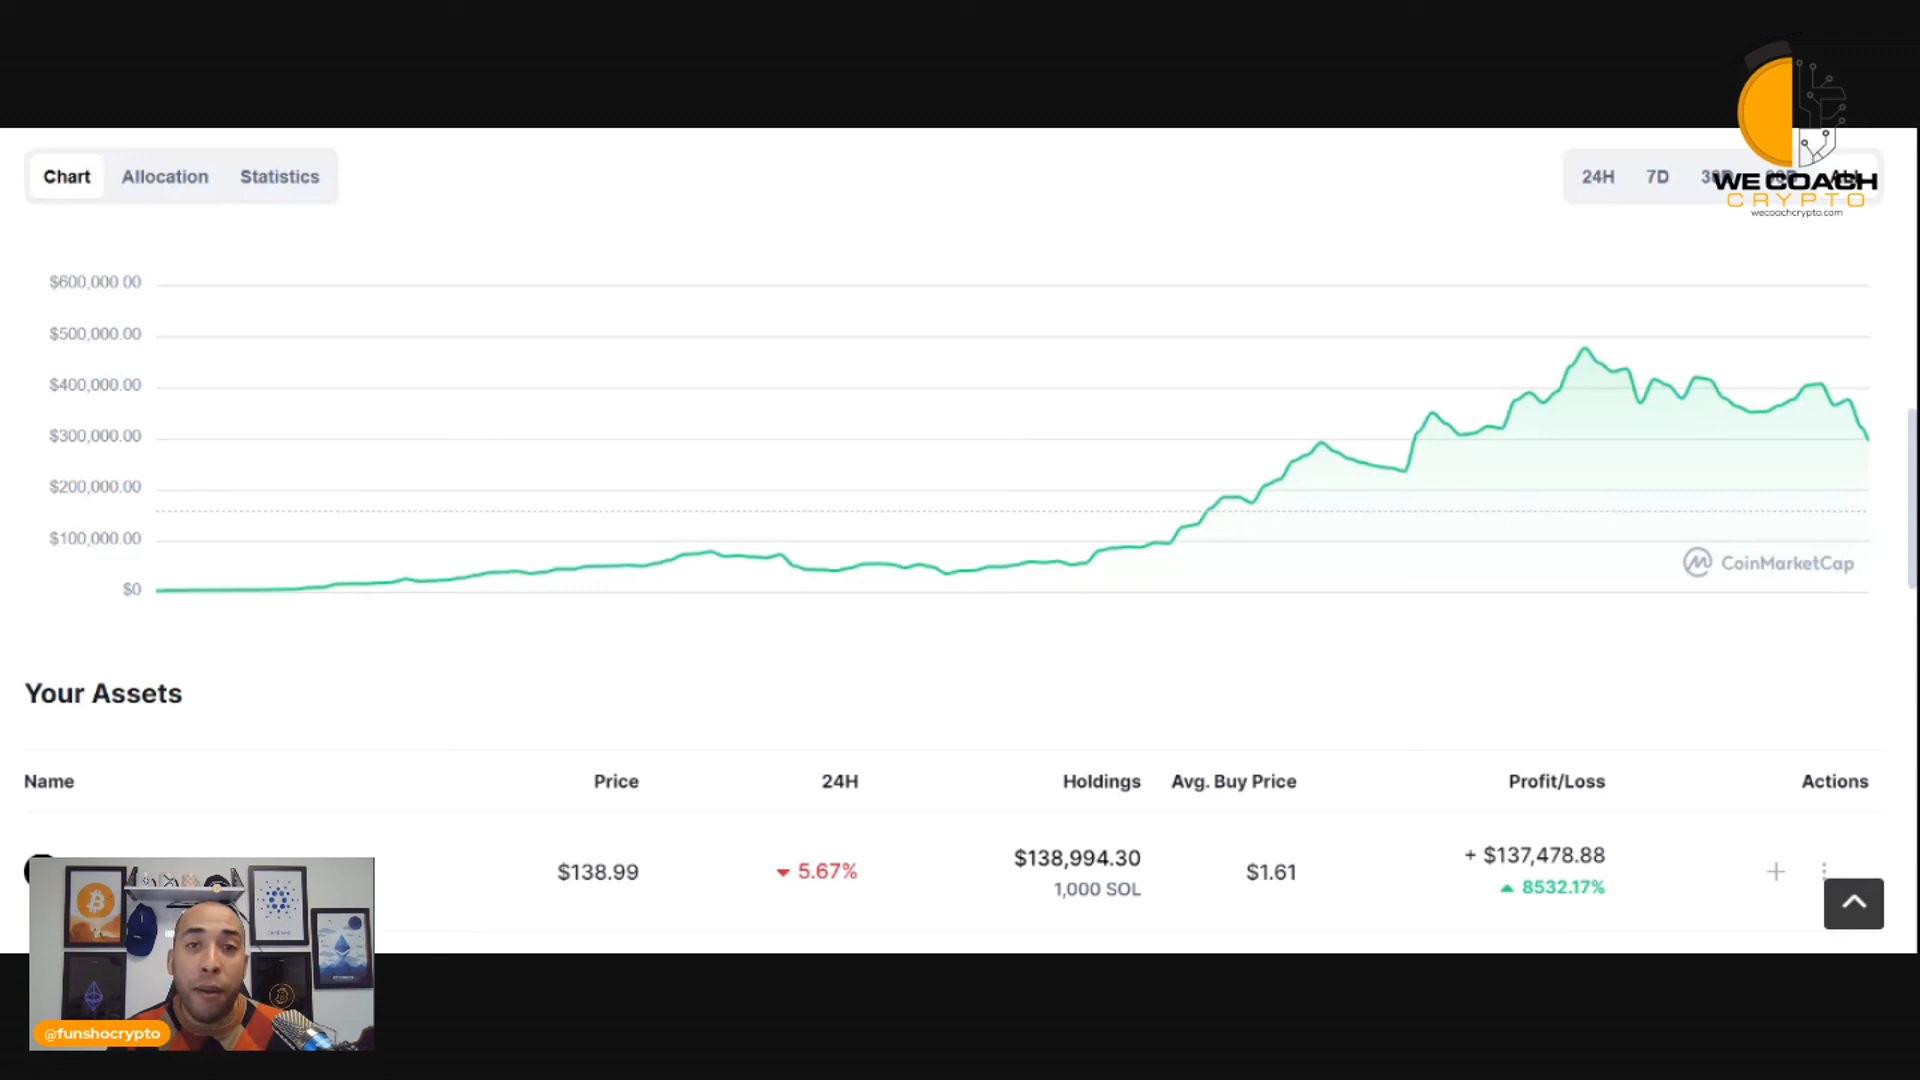 Chart Allocation Statistics
24H 7D
WE COACH
CRYPTO
wecoachcrypto.com
$600,000.00
$500,000.00
$400,000.00
$300,000.00
$200,000.00
$100,000.00
$0
CoinMarketCap
Your Assets
Name Price 24H Holdings Avg. Buy Price Profit/Loss Actions
$138.99 5.67% $138,994.30 $1.61 + $137,478.88
1,000 SOL 8532.17%
@funshocrypto